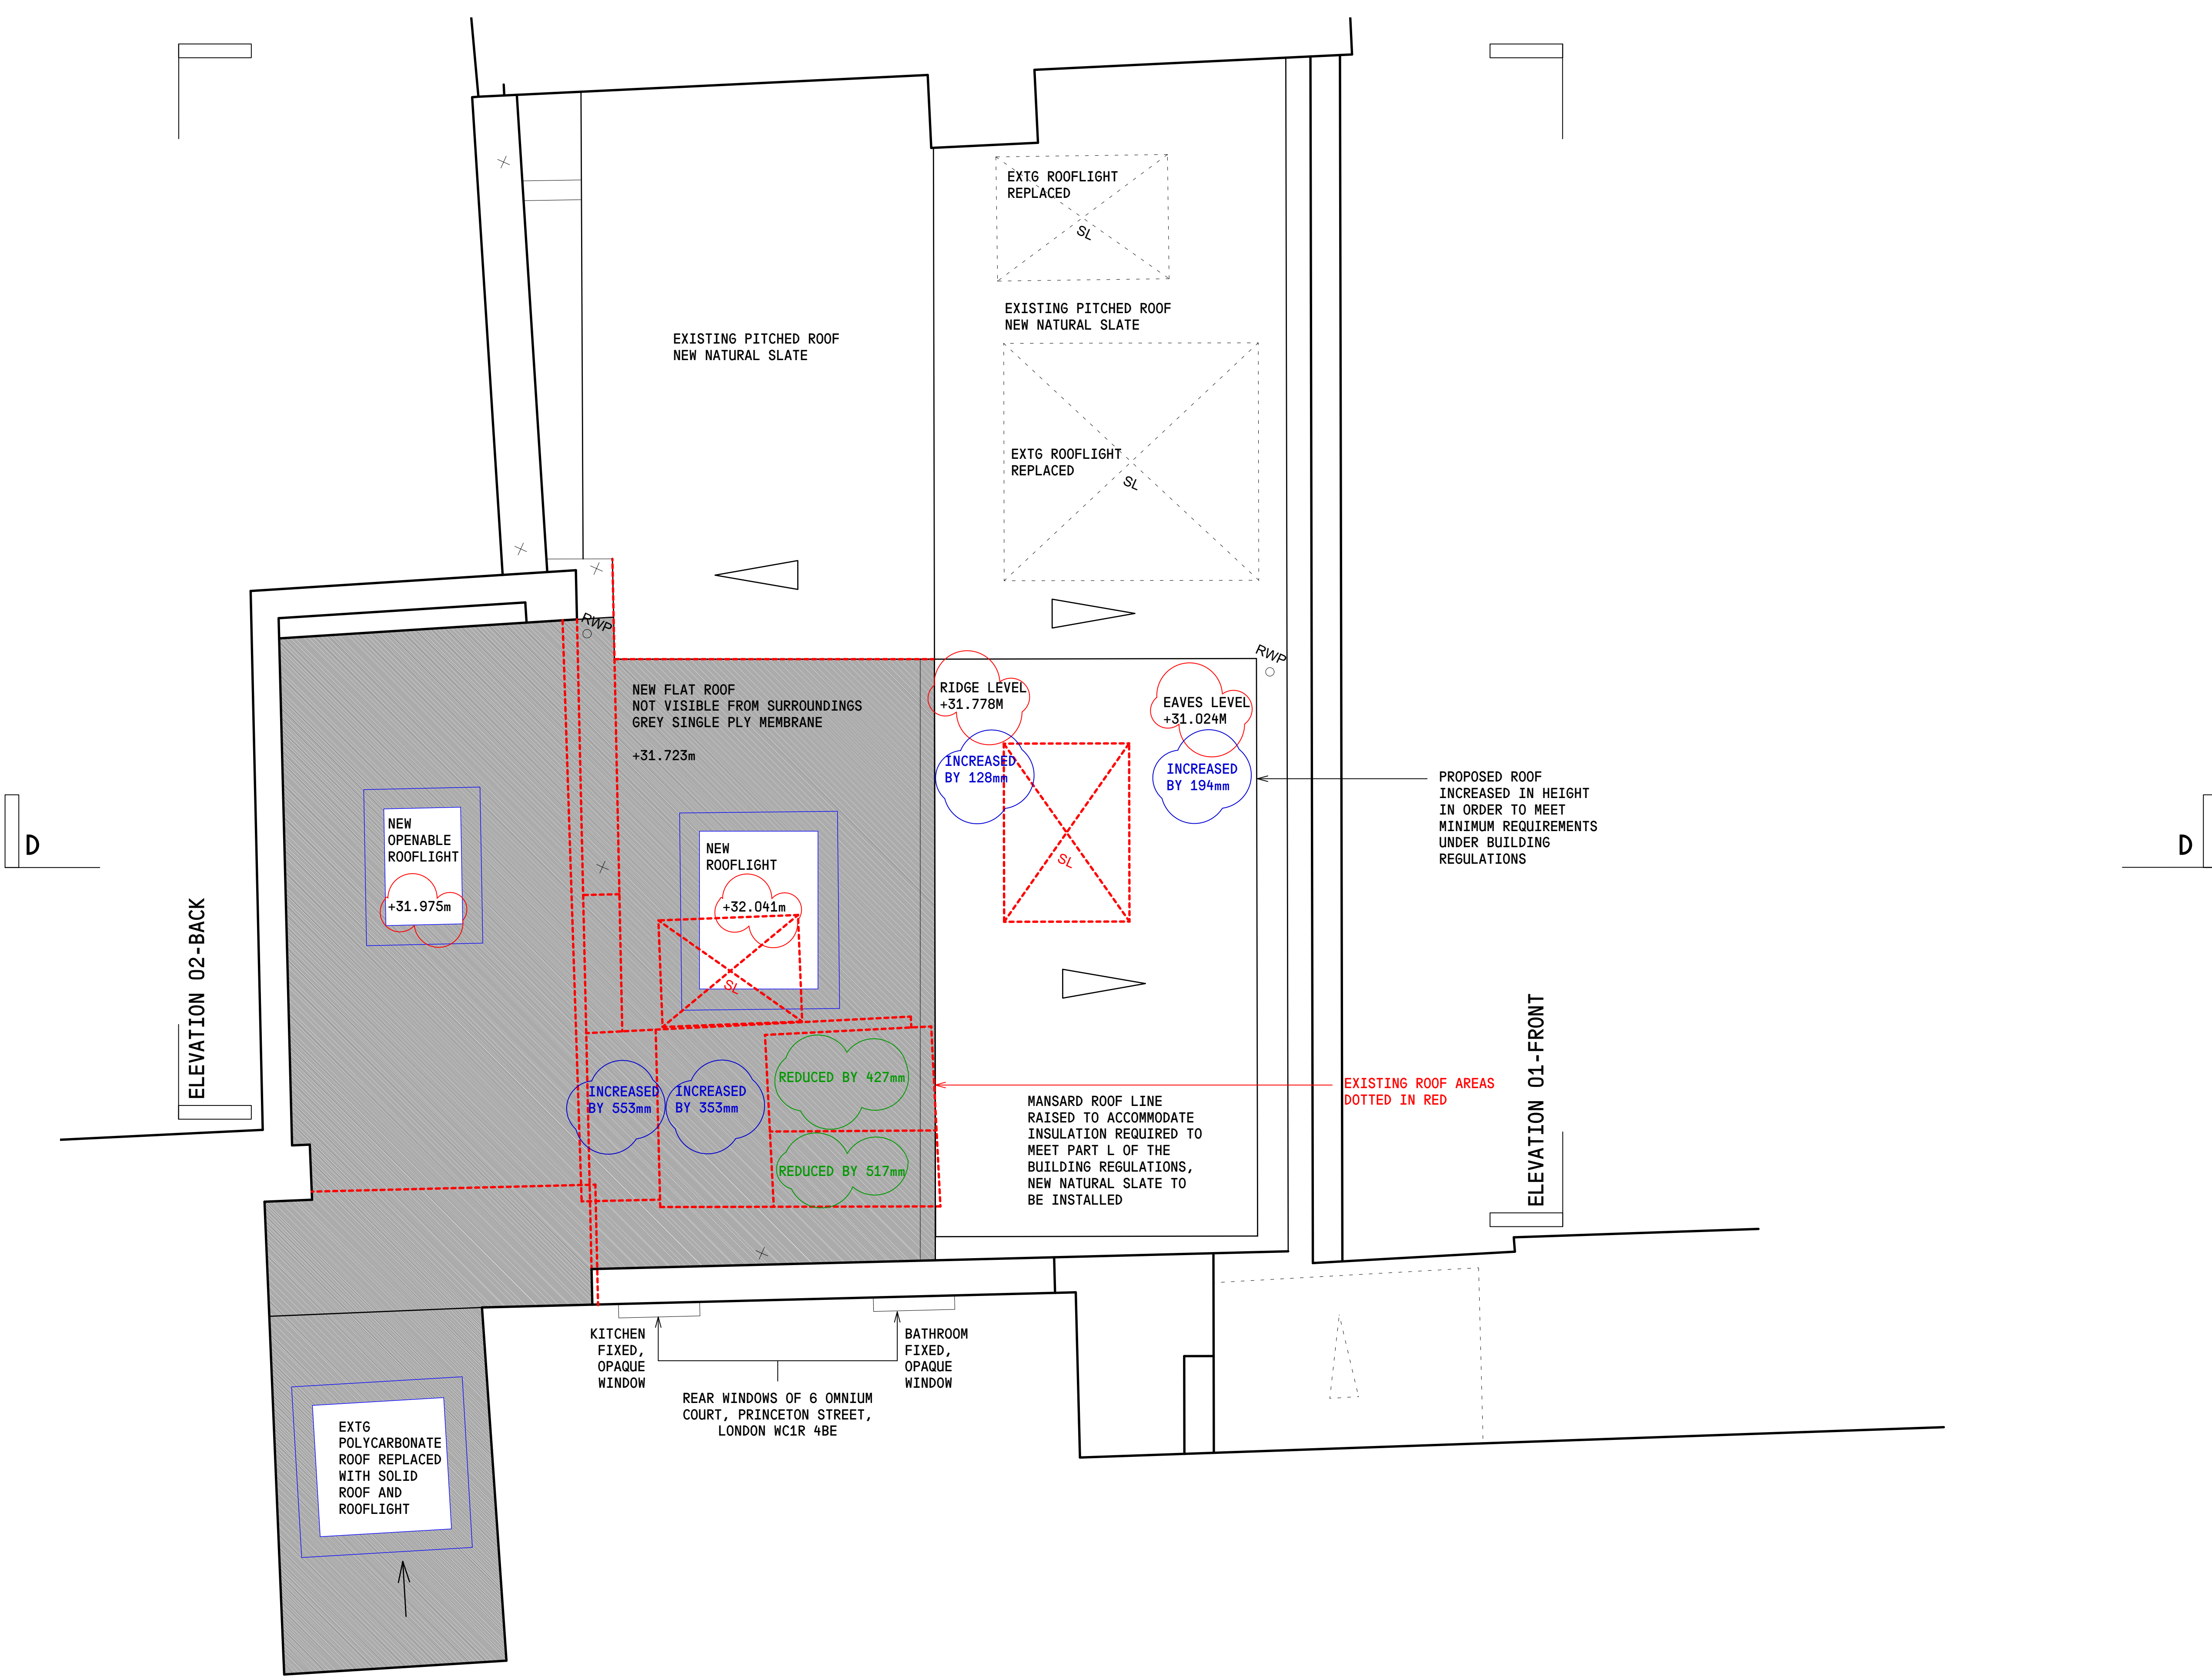 EXTG ROOFLIGHT
REPLACED
SL
EXISTING PITCHED ROOF
NEW NATURAL SLATE
EXISTING PITCHED ROOF
NEW NATURAL SLATE
EXTG ROOFLIGHT
REPLACED
SL
RWP
RWP
NEW FLAT ROOF
NOT VISIBLE FROM SURROUNDINGS
GREY SINGLE PLY MEMBRANE
+31.723m
RIDGE LEVEL
+31.778M
EAVES LEVEL
+31.024M
INCREASED
BY 128mm
INCREASED
BY 194mm
PROPOSED ROOF
INCREASED IN HEIGHT
IN ORDER TO MEET
MINIMUM REQUIREMENTS
UNDER BUILDING
REGULATIONS
D
D
NEW
OPENABLE
ROOFLIGHT
+31.975m
NEW
ROOFLIGHT
+32.041m
SL
SL
ELEVATION 02-BACK
ELEVATION 01-FRONT
INCREASED
BY 553mm
INCREASED
BY 353mm
REDUCED BY 427mm
REDUCED BY 517mm
EXISTING ROOF AREAS
DOTTED IN RED
MANSARD ROOF LINE
RAISED TO ACCOMMODATE
INSULATION REQUIRED TO
MEET PART L OF THE
BUILDING REGULATIONS,
NEW NATURAL SLATE TO
BE INSTALLED
KITCHEN
FIXED,
OPAQUE
WINDOW
BATHROOM
FIXED,
OPAQUE
WINDOW
REAR WINDOWS OF 6 OMNIUM
COURT, PRINCETON STREET,
LONDON WC1R 4BE
EXTG
POLYCARBONATE
ROOF REPLACED
WITH SOLID
ROOF AND
ROOFLIGHT